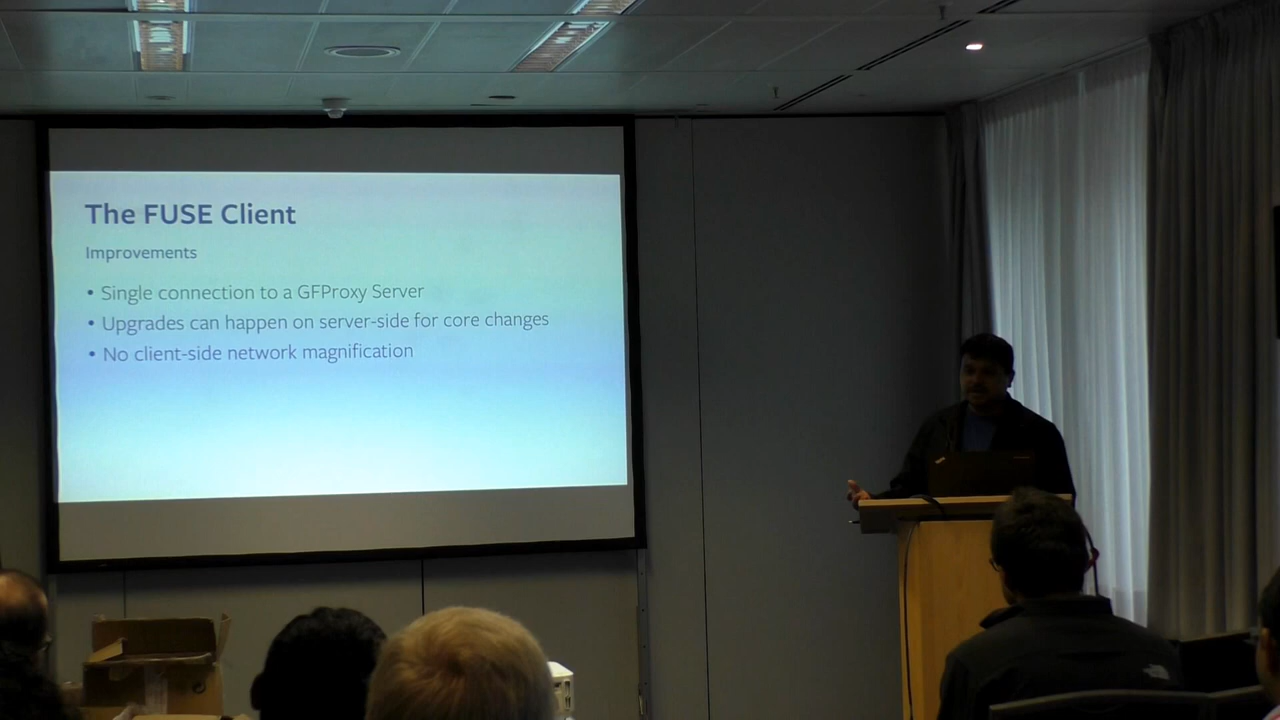 The FUSE Client
Improvements
• Single connection to a GFProxy Server
• Upgrades can happen on server-side for core changes
• No client-side network magnification